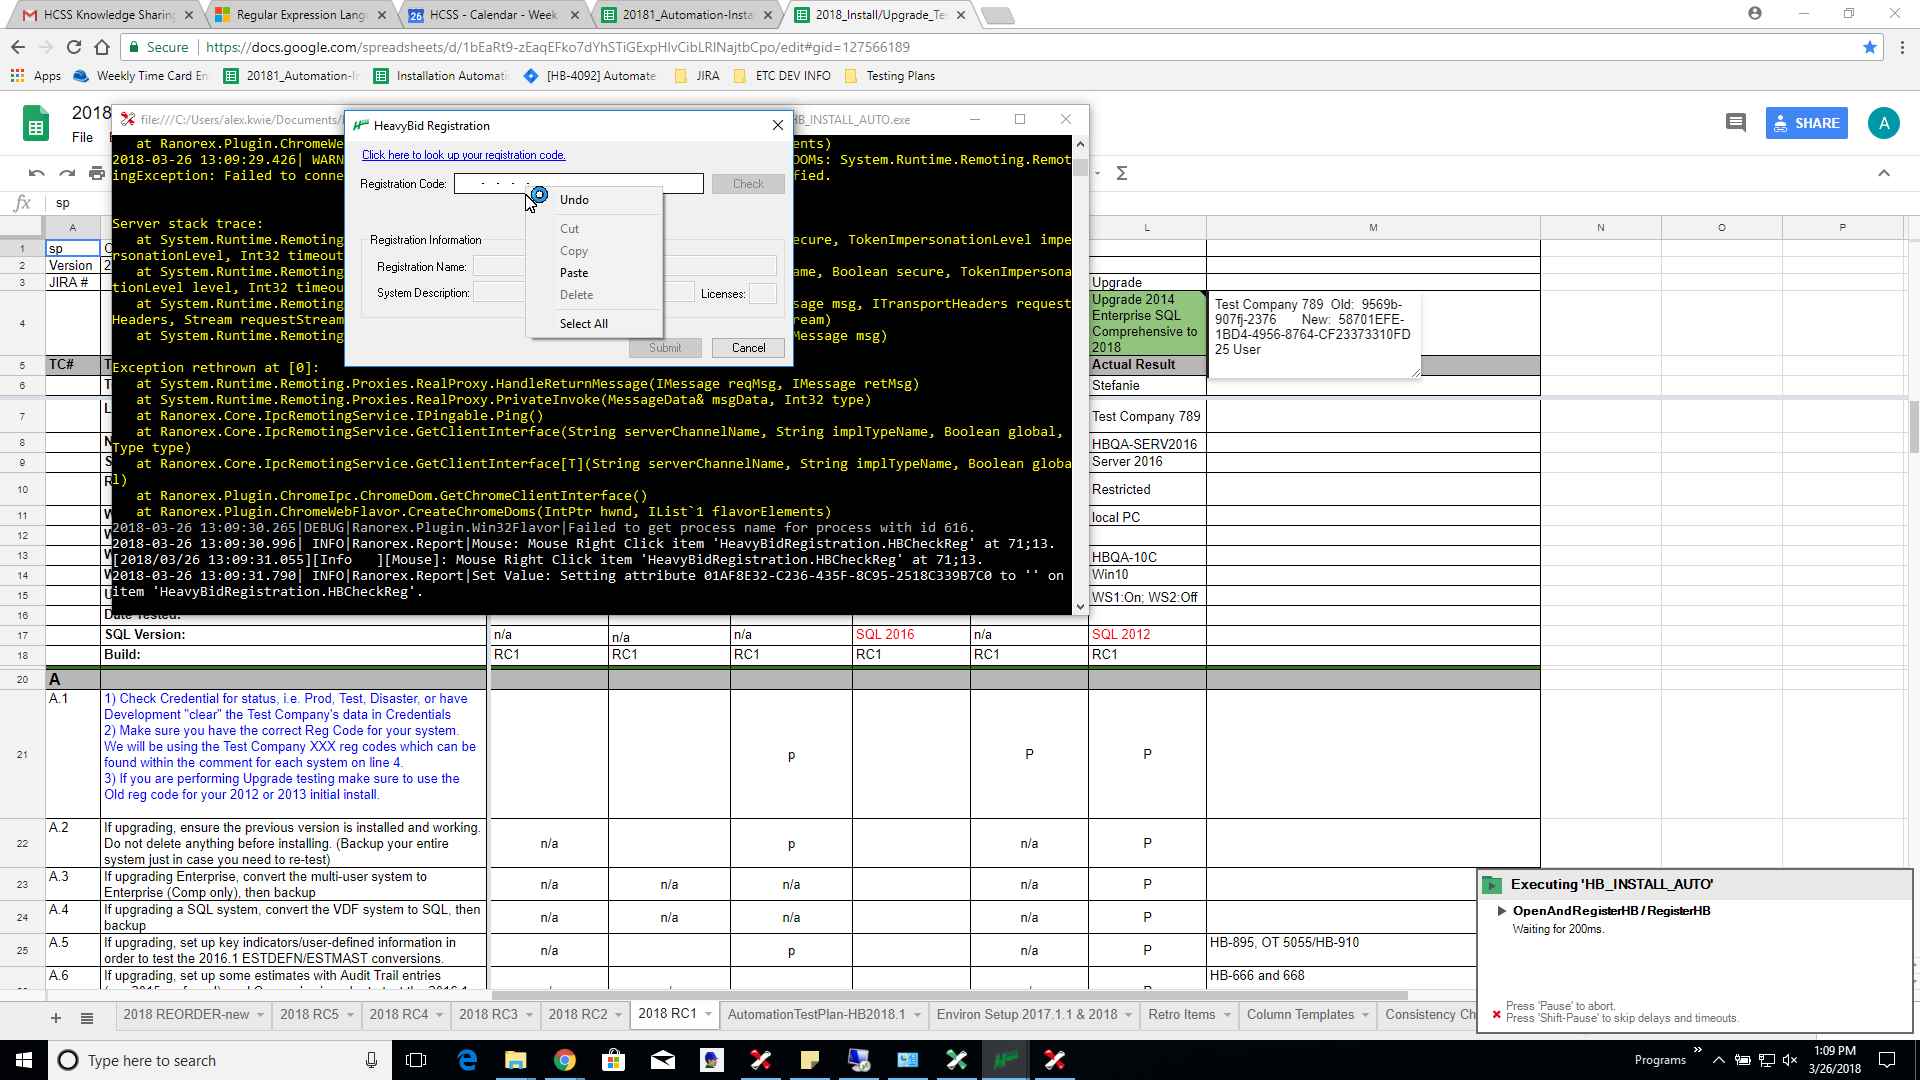 HCSS Knowledge Sharing
Regular Expression Lang
HCSS - Calendar - Week
20181_Automation-Insta
2018_Install/Upgrade_Te
Secure
https://docs.google.com/spreadsheets/d/1bEaRt9-zEaqEFko7dYhSTiGExpHIvCibLRlNajtbCpo/edit#gid=127566189
Apps
Weekly Time Card En
20181_Automation-In
Installation Automati
[HB-4092] Automate
JIRA
ETC DEV INFO
Testing Plans
2018
File
SHARE
A
fx
sp
file:///C:/Users/alex.kwie/Documents/
HB_INSTALL_AUTO.exe
at Ranorex.Plugin.ChromeWeb
ents)
2018-03-26 13:09:29.426| WARN
DOMs: System.Runtime.Remoting.Remot
ingException: Failed to conne
fied.
Server stack trace:
at System.Runtime.Remoting
ecure, TokenImpersonationLevel impe
rsonationLevel, Int32 timeout
at System.Runtime.Remoting
ame, Boolean secure, TokenImpersona
tionLevel level, Int32 timeou
at System.Runtime.Remoting
sage msg, ITransportHeaders request
Headers, Stream requestStream
ream)
at System.Runtime.Remoting
Message msg)
Exception rethrown at [0]:
at System.Runtime.Remoting.Proxies.RealProxy.HandleReturnMessage(IMessage reqMsg, IMessage retMsg)
at System.Runtime.Remoting.Proxies.RealProxy.PrivateInvoke(MessageData& msgData, Int32 type)
at Ranorex.Core.IpcRemotingService.IPingable.Ping()
at Ranorex.Core.IpcRemotingService.GetClientInterface(String serverChannelName, String implTypeName, Boolean global,
Type type)
at Ranorex.Core.IpcRemotingService.GetClientInterface[T](String serverChannelName, String implTypeName, Boolean globa
l)
at Ranorex.Plugin.ChromeIpc.ChromeDom.GetChromeClientInterface()
at Ranorex.Plugin.ChromeWebFlavor.CreateChromeDoms(IntPtr hwnd, IList`1 flavorElements)
2018-03-26 13:09:30.265|DEBUG|Ranorex.Plugin.Win32Flavor|Failed to get process name for process with id 616.
2018-03-26 13:09:30.996| INFO|Ranorex.Report|Mouse: Mouse Right Click item 'HeavyBidRegistration.HBCheckReg' at 71;13.
[2018/03/26 13:09:31.055][Info ][Mouse]: Mouse Right Click item 'HeavyBidRegistration.HBCheckReg' at 71;13.
2018-03-26 13:09:31.790| INFO|Ranorex.Report|Set Value: Setting attribute 01AF8E32-C236-435F-8C95-2518C339B7C0 to '' on
item 'HeavyBidRegistration.HBCheckReg'.
HeavyBid Registration
Click here to look up your registration code.
Registration Code:
- - - -
Check
Registration Information
Registration Name:
System Description:
Licenses:
Submit
Cancel
Undo
Cut
Copy
Paste
Delete
Select All
A L M N O P
1 sp
2 Version 2
3 JIRA # Upgrade
4 Upgrade 2014
Enterprise SQL
Comprehensive to
2018
Test Company 789 Old: 9569b-
907fj-2376 New: 58701EFE-
1BD4-4956-8764-CF23373310FD
25 User
5 TC# T Actual Result
6 T Stefanie
7 L Test Company 789
8 N HBQA-SERV2016
9 S Server 2016
10 R Restricted
11 W local PC
12 W
13 W HBQA-10C
14 W Win10
15 U WS1:On; WS2:Off
16 Date Tested:
17 SQL Version: n/a n/a n/a SQL 2016 n/a SQL 2012
18 Build: RC1 RC1 RC1 RC1 RC1 RC1
20 A
21 A.1 1) Check Credential for status, i.e. Prod, Test, Disaster, or have
Development "clear" the Test Company's data in Credentials
2) Make sure you have the correct Reg Code for your system.
We will be using the Test Company XXX reg codes which can be
found within the comment for each system on line 4.
3) If you are performing Upgrade testing make sure to use the
Old reg code for your 2012 or 2013 initial install.
p P P
22 A.2 If upgrading, ensure the previous version is installed and working.
Do not delete anything before installing. (Backup your entire
system just in case you need to re-test)
n/a p n/a P
23 A.3 If upgrading Enterprise, convert the multi-user system to
Enterprise (Comp only), then backup
n/a n/a n/a n/a P
24 A.4 If upgrading a SQL system, convert the VDF system to SQL, then
backup
n/a n/a n/a n/a P
25 A.5 If upgrading, set up key indicators/user-defined information in
order to test the 2016.1 ESTDEFN/ESTMAST conversions.
n/a p n/a P HB-895, OT 5055/HB-910
A.6 If upgrading, set up some estimates with Audit Trail entries
HB-666 and 668
Executing 'HB_INSTALL_AUTO'
OpenAndRegisterHB / RegisterHB
Waiting for 200ms.
Press 'Pause' to abort.
Press 'Shift-Pause' to skip delays and timeouts.
2018 REORDER-new
2018 RC5
2018 RC4
2018 RC3
2018 RC2
2018 RC1
AutomationTestPlan-HB2018.1
Environ Setup 2017.1.1 & 2018
Retro Items
Column Templates
Consistency Ch
Type here to search
Programs
1:09 PM
3/26/2018